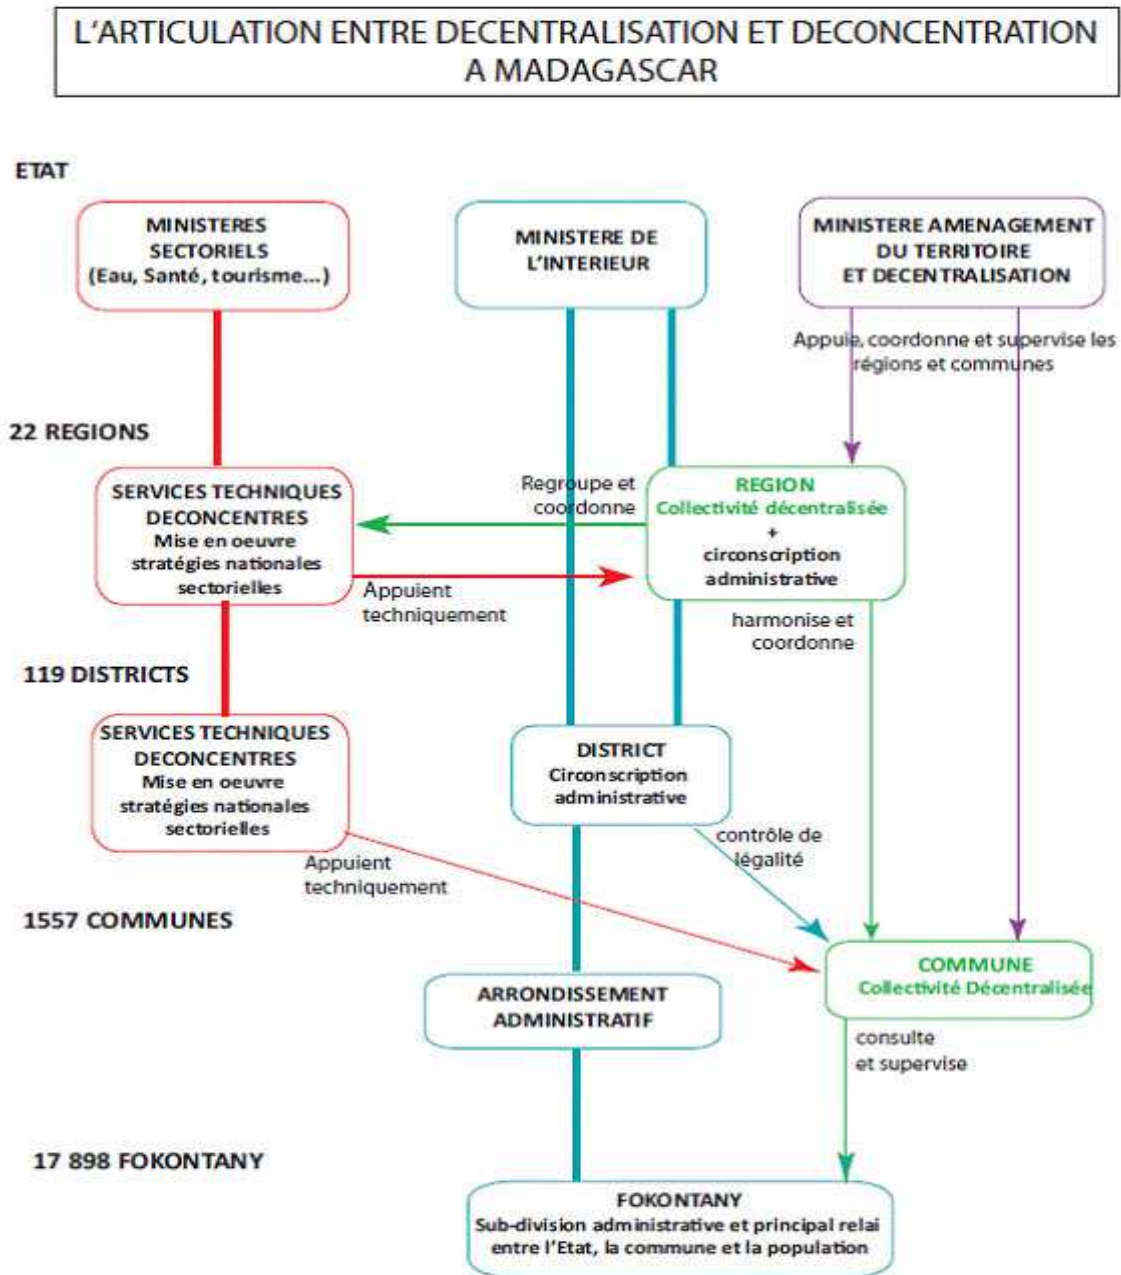 L'ARTICULATION ENTRE DECENTRALISATION ET DECONCENTRATION
A MADAGASCAR
ETAT
MINISTERES
SECTORIELS
(Eau, Santé, tourisme...)
MINISTERE DE
L'INTERIEUR
MINISTERE AMENAGEMENT
DU TERRITOIRE
ET DECENTRALISATION
Appuie, coordonne et supervise les
régions et communes
22 REGIONS
SERVICES TECHNIQUES
DECONCENTRES
Mise en oeuvre
stratégies nationales
sectorielles
Regroupe et
coordonne
REGION
Collectivité décentralisée
+
circonscription
administrative
Appuient
techniquement
harmonise et
coordonne
119 DISTRICTS
SERVICES TECHNIQUES
DECONCENTRES
Mise en oeuvre
stratégies nationales
sectorielles
DISTRICT
Circonscription
administrative
contrôle de
légalité
Appuient
techniquement
1557 COMMUNES
COMMUNE
Collectivité Décentralisée
ARRONDISSEMENT
ADMINISTRATIF
consulte
et supervise
17 898 FOKONTANY
FOKONTANY
Sub-division administrative et principal relai
entre l'Etat, la commune et la population